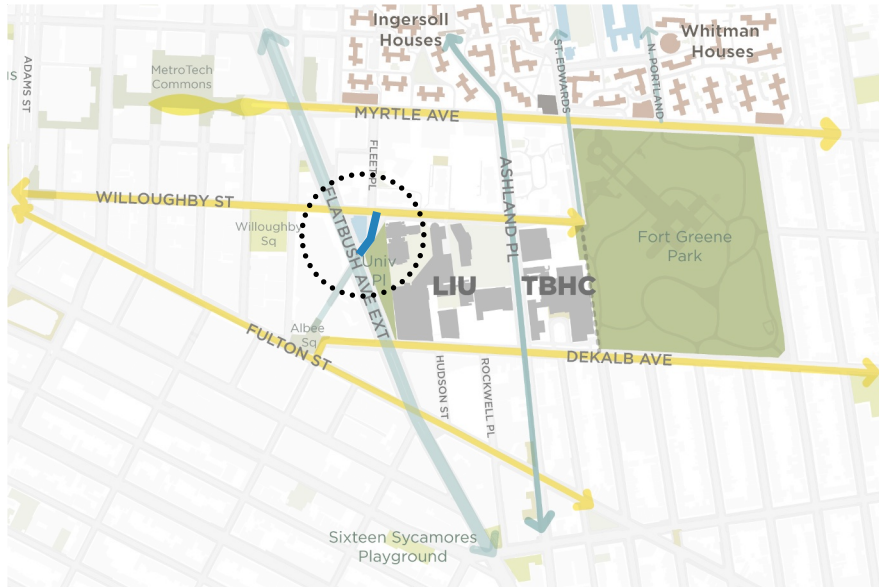 Ingersoll
Houses
Whitman
Houses
ADAMS ST
MetroTech
Commons
ST. EDWARDS
N. PORTLAND
MYRTLE AVE
FLEET PL
ASHLAND PL
WILLOUGHBY ST
FLATBUSH AVE EXT
Willoughby
Sq
Univ
Pl
Fort Greene
Park
LIU
TBHC
Albee
Sq
FULTON ST
DEKALB AVE
HUDSON ST
ROCKWELL PL
Sixteen Sycamores
Playground